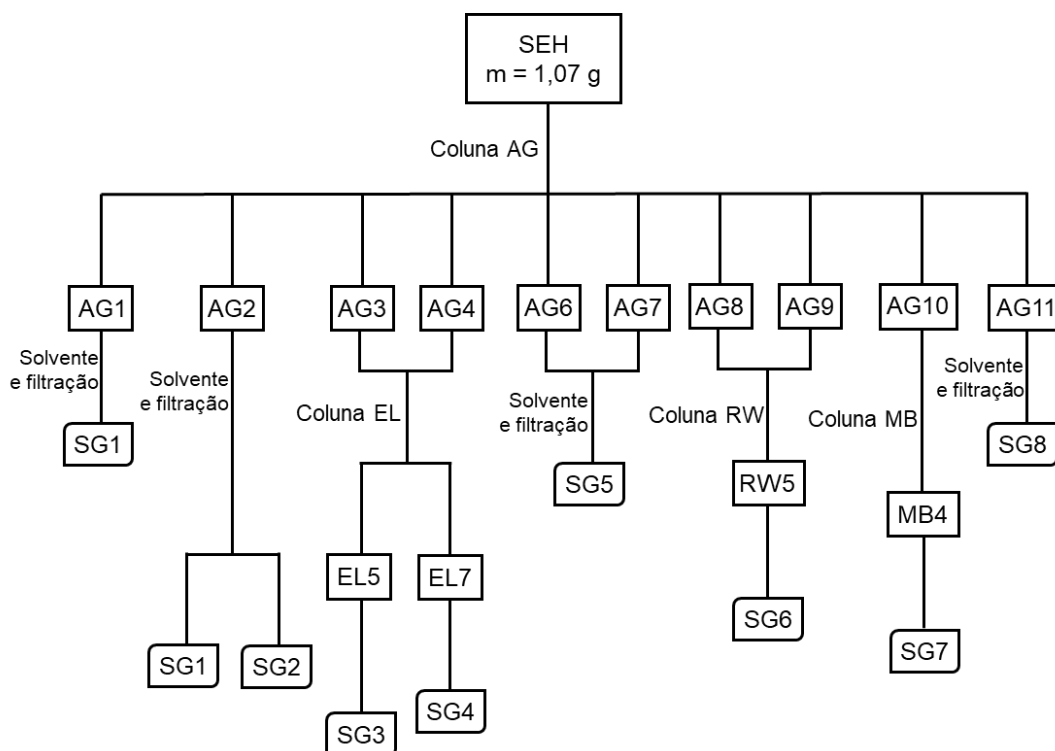 SEH
m = 1,07 g
Coluna AG
AG1
AG2
AG3
AG4
AG6
AG7
AG8
AG9
AG10
AG11
Solvente
e filtração
Solvente
e filtração
Coluna EL
Solvente
e filtração
Coluna RW
Coluna MB
Solvente
e filtração
SG1
SG5
RW5
SG8
MB4
EL5
EL7
SG6
SG1
SG2
SG7
SG3
SG4